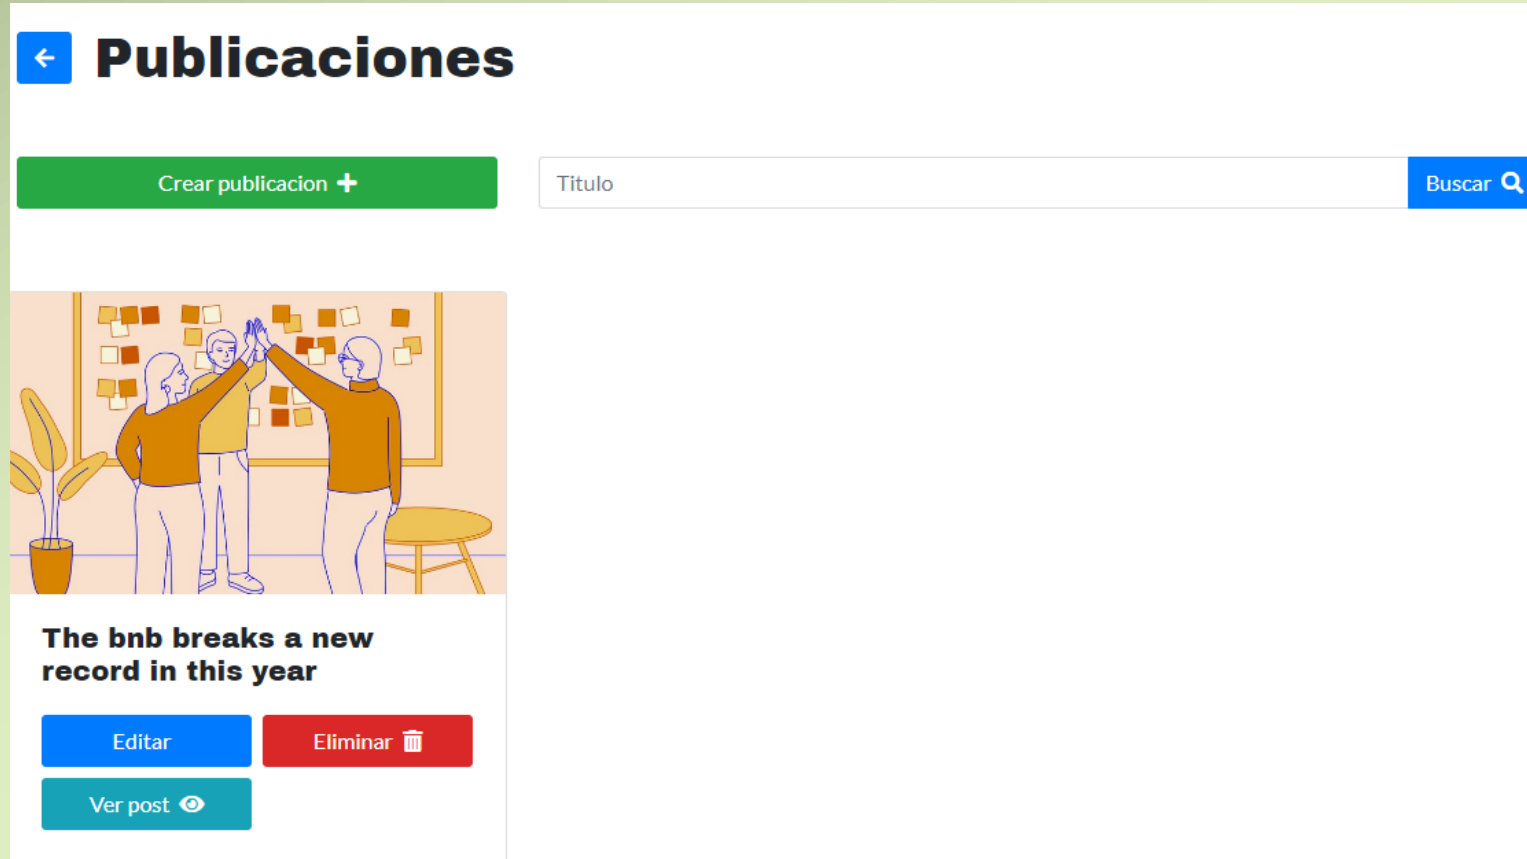 Publicaciones
Crear publicacion
Titulo
Buscar
The bnb breaks a new
record in this year
Editar
Eliminar
Ver post